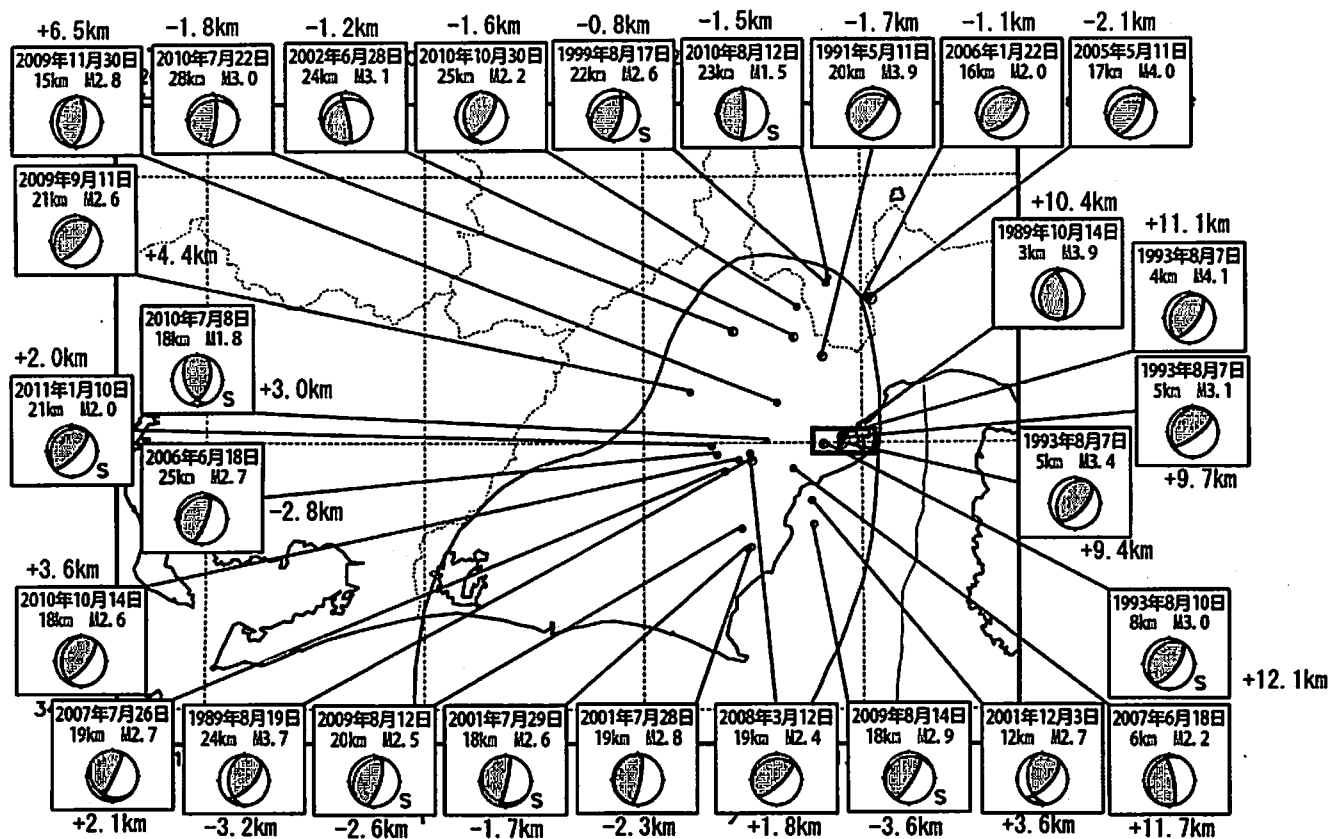 +6.5km
-1.8km
-1.2km
-1.6km
-0.8km
-1.5km
-1.7km
-1.1km
-2.1km
2009年11月30日
15km M2.8
2010年7月22日
28km M3.0
2002年6月28日
24km M3.1
2010年10月30日
25km M2.2
1999年8月17日
22km M2.6
S
2010年8月12日
23km M1.5
S
1991年5月11日
20km M3.9
2006年1月22日
16km M2.0
2005年5月11日
17km M4.0
2009年9月11日
21km M2.6
+4.4km
+10.4km
1989年10月14日
3km M3.9
+11.1km
1993年8月7日
4km M4.1
2010年7月8日
18km M1.8
S
+3.0km
+2.0km
2011年1月10日
21km M2.0
S
1993年8月7日
5km M3.1
+9.7km
1993年8月7日
5km M3.4
+9.4km
2006年6月18日
25km M2.7
-2.8km
+3.6km
2010年10月14日
18km M2.6
1993年8月10日
8km M3.0
S
+12.1km
2007年7月26日
19km M2.7
1989年8月19日
24km M3.7
2009年8月12日
20km M2.5
S
2001年7月29日
18km M2.6
S
2001年7月28日
19km M2.8
2008年3月12日
19km M2.4
2009年8月14日
18km M2.9
S
2001年12月3日
12km M2.7
2007年6月18日
6km M2.2
+2.1km
-3.2km
-2.6km
-1.7km
-2.3km
+1.8km
-3.6km
+3.6km
+11.7km